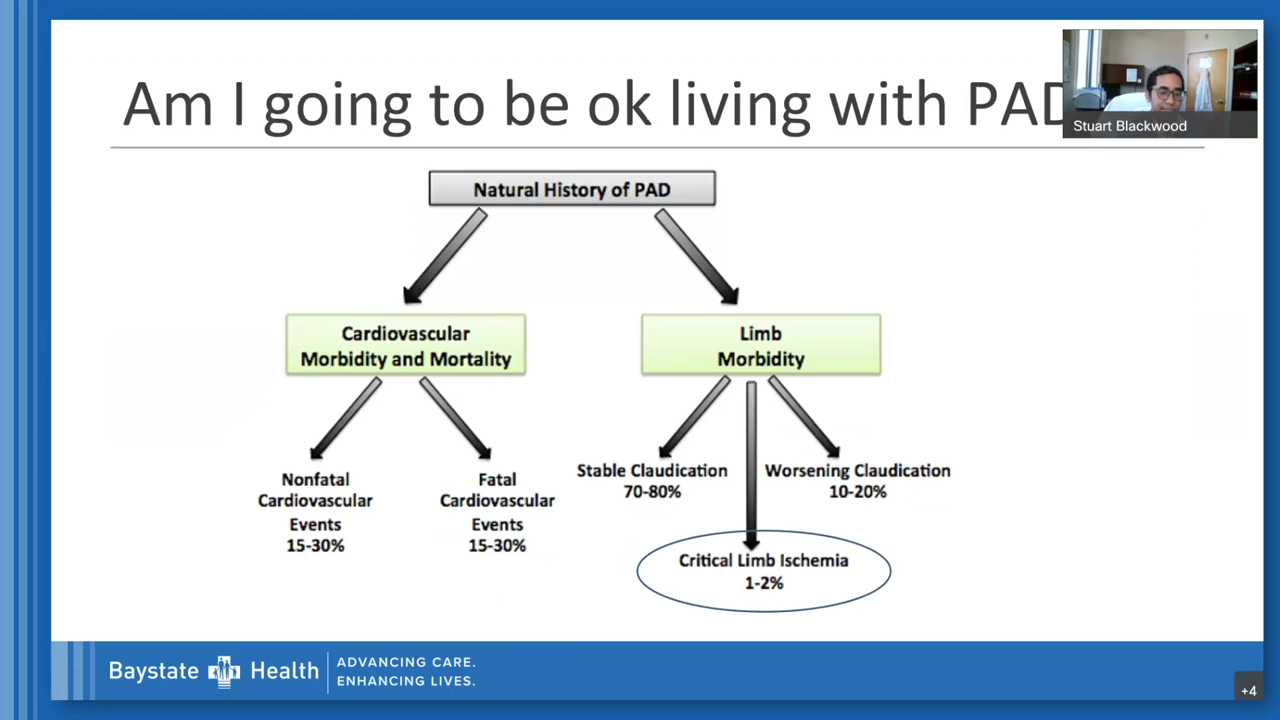 Am I going to be ok living with PAD
Stuart Blackwood
Natural History of PAD
Cardiovascular
Morbidity and Mortality
Limb
Morbidity
Nonfatal
Cardiovascular
Events
15-30%
Fatal
Cardiovascular
Events
15-30%
Stable Claudication
70-80%
Worsening Claudication
10-20%
Critical Limb Ischemia
1-2%
Baystate Health
ADVANCING CARE.
ENHANCING LIVES.
+4